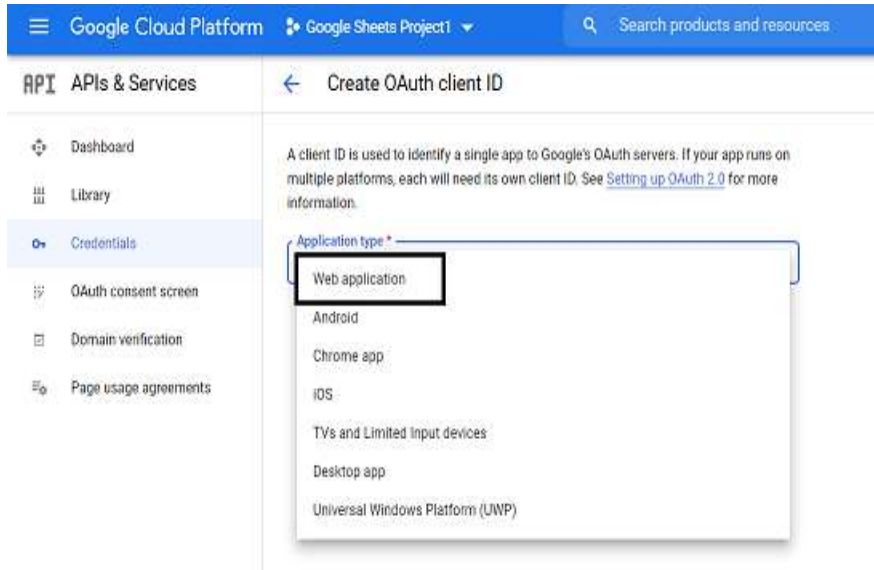 Google Cloud Platform
Google Sheets Project1
Search products and resources
API APIs & Services
Create OAuth client ID
Dashboard
Library
Credentials
OAuth consent screen
Domain verification
Page usage agreements
A client ID is used to identify a single app to Google's OAuth servers. If your app runs on
multiple platforms, each will need its own client ID. See Setting up OAuth 2.0 for more
information.
Application type *
Web application
Android
Chrome app
iOS
TVs and Limited Input devices
Desktop app
Universal Windows Platform (UWP)